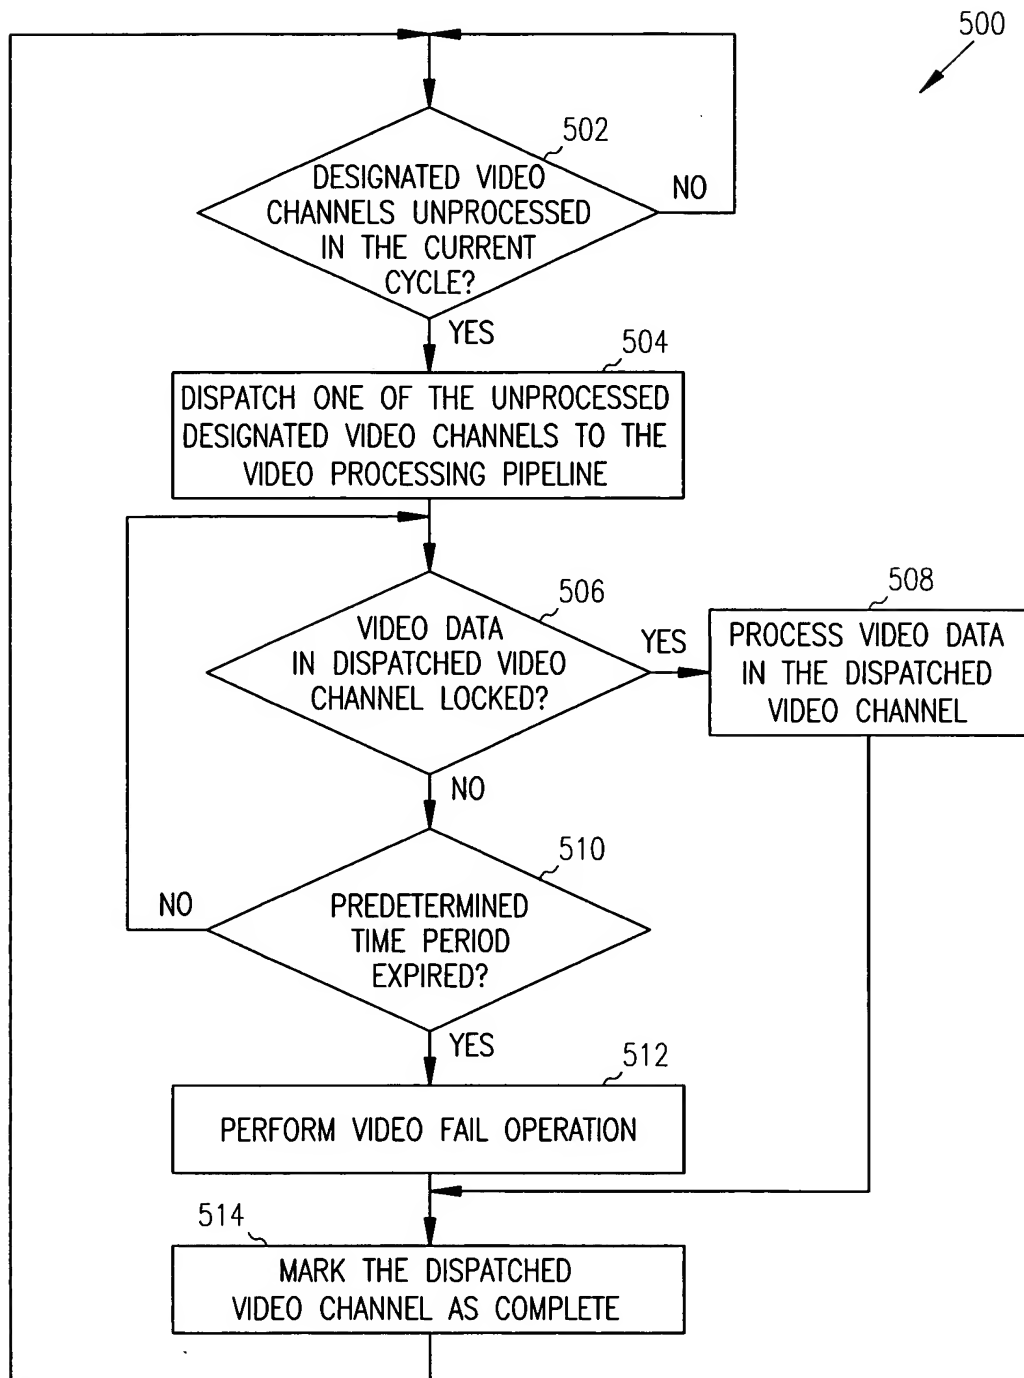 500
502
DESIGNATED VIDEO
CHANNELS UNPROCESSED
IN THE CURRENT
CYCLE?
NO
YES
504
DISPATCH ONE OF THE UNPROCESSED
DESIGNATED VIDEO CHANNELS TO THE
VIDEO PROCESSING PIPELINE
506
VIDEO DATA
IN DISPATCHED VIDEO
CHANNEL LOCKED?
YES
508
PROCESS VIDEO DATA
IN THE DISPATCHED
VIDEO CHANNEL
NO
510
PREDETERMINED
TIME PERIOD
EXPIRED?
NO
YES
512
PERFORM VIDEO FAIL OPERATION
514
MARK THE DISPATCHED
VIDEO CHANNEL AS COMPLETE